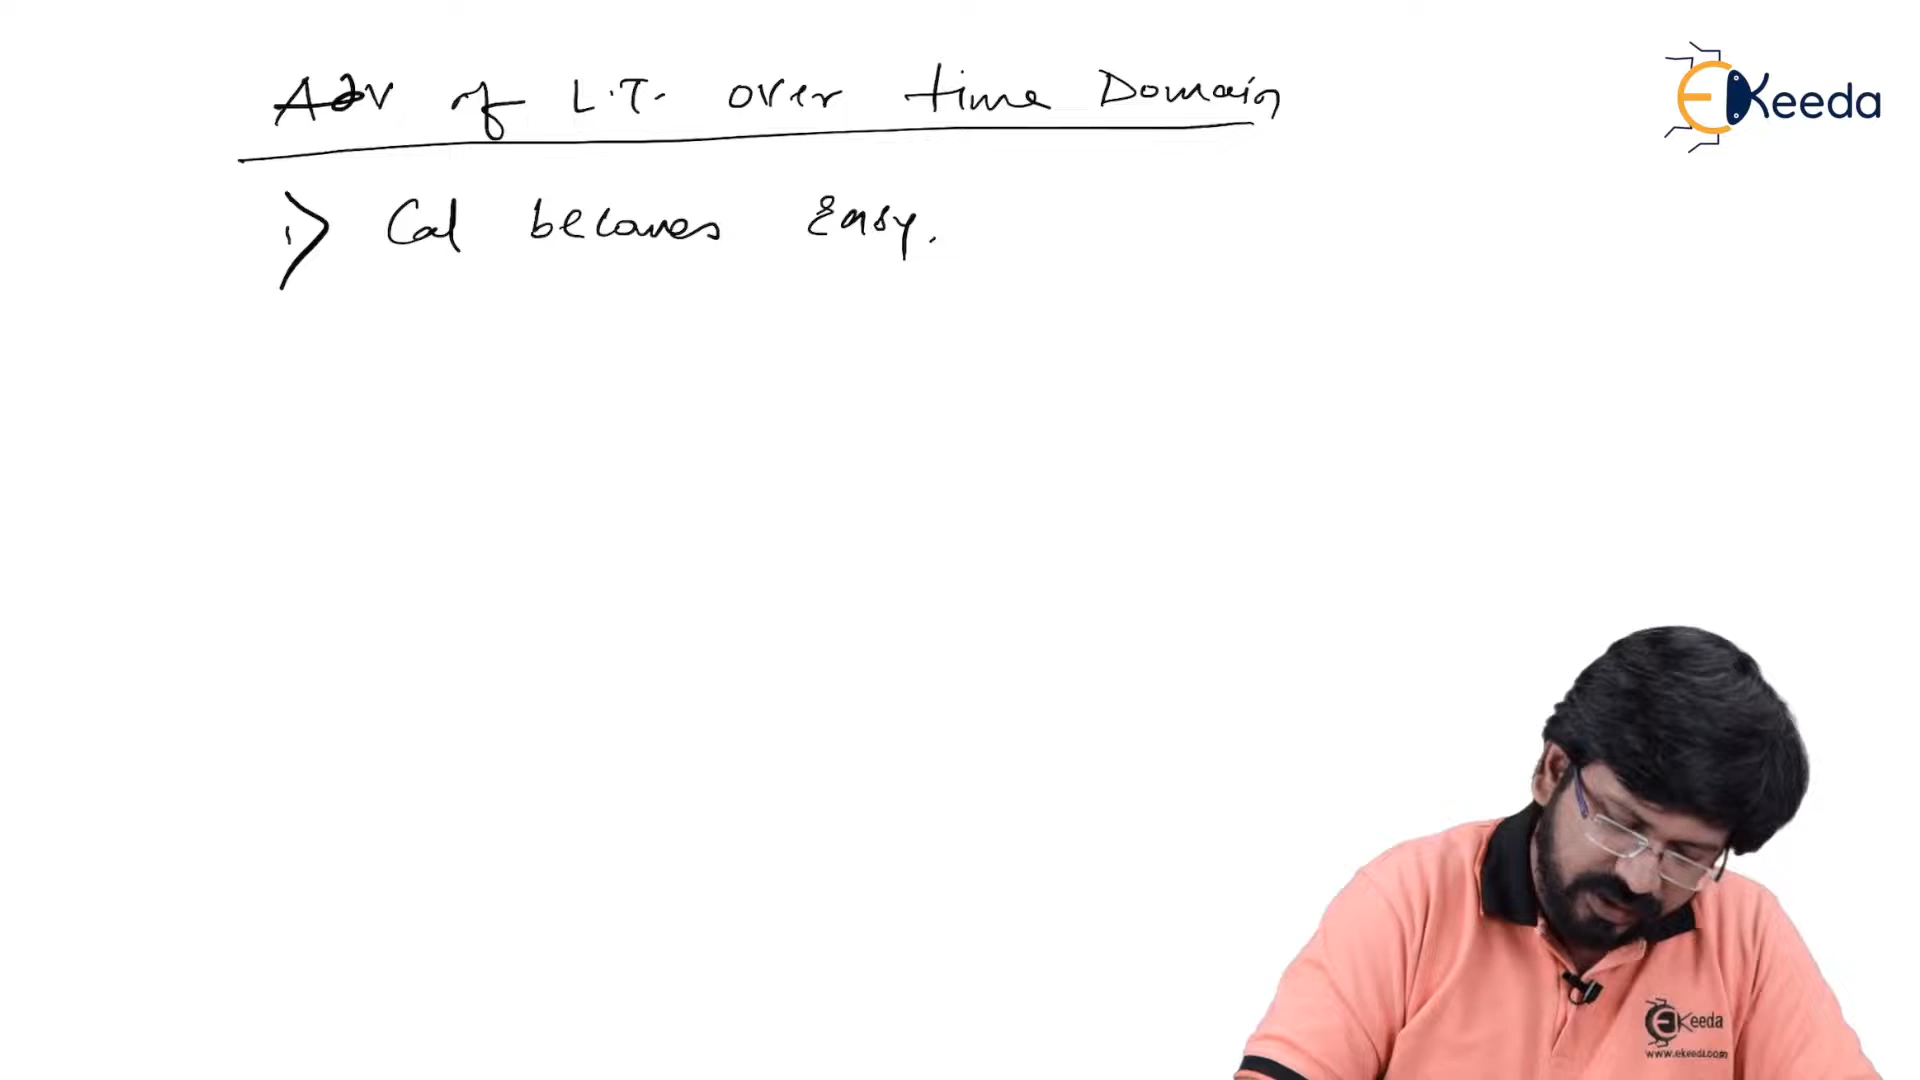 Adv of L.T. over time Domain
EKeeda
1) Cal becomes Easy.
EKeeda
www.ekeeda.com